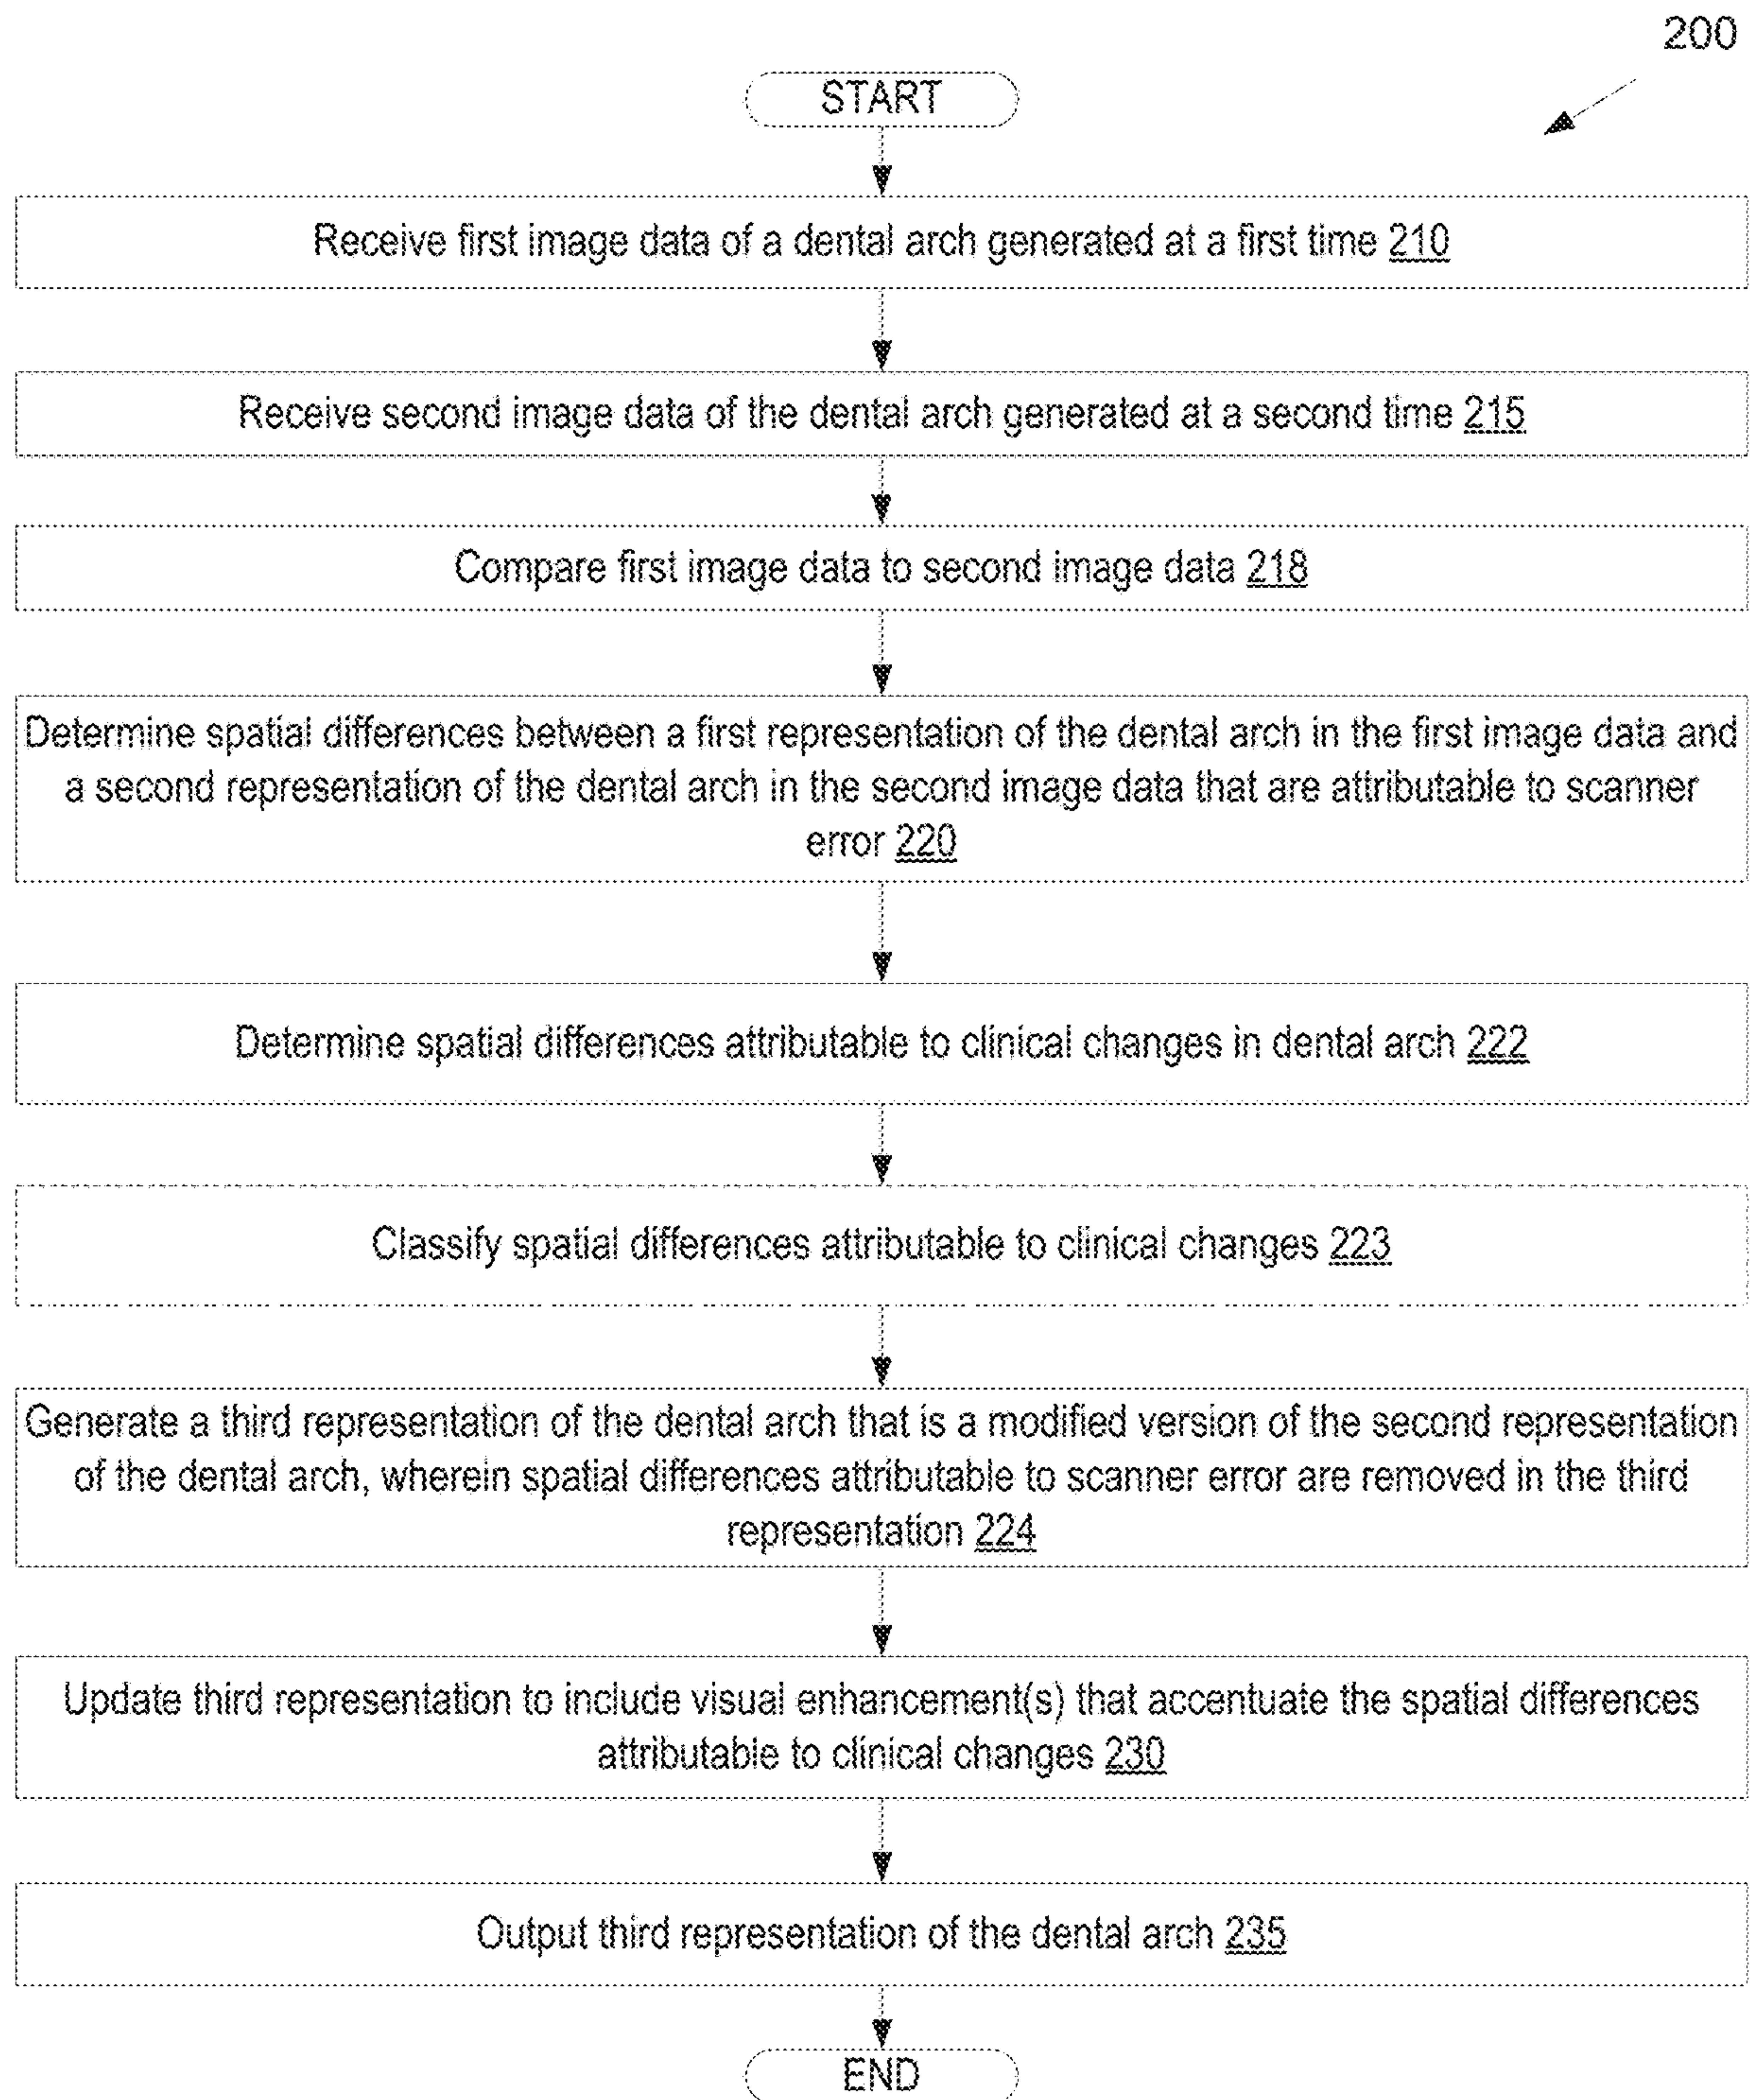 200
START
Receive first image data of a dental arch generated at a first time 210
Receive second image data of the dental arch generated at a second time 215
Compare first image data to second image data 218
Determine spatial differences between a first representation of the dental arch in the first image data and
a second representation of the dental arch in the second image data that are attributable to scanner
error 220
Determine spatial differences attributable to clinical changes in dental arch 222
Classify spatial differences attributable to clinical changes 223
Generate a third representation of the dental arch that is a modified version of the second representation
of the dental arch, wherein spatial differences attributable to scanner error are removed in the third
representation 224
Update third representation to include visual enhancement(s) that accentuate the spatial differences
attributable to clinical changes 230
Output third representation of the dental arch 235
END